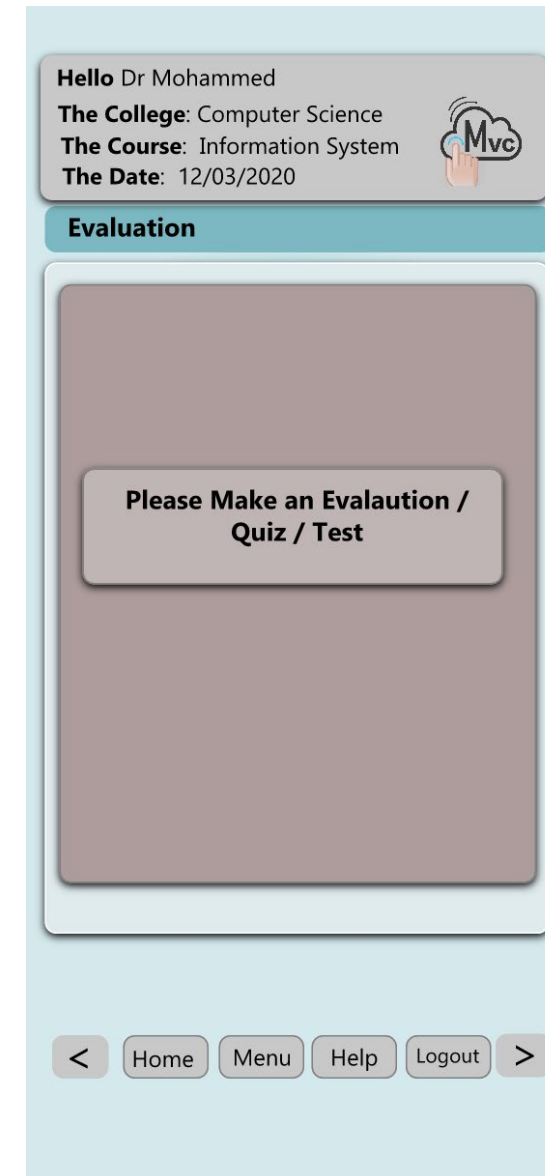 Hello Dr Mohammed
The College: Computer Science
The Course: Information System
The Date: 12/03/2020
Mvc
Evaluation
Please Make an Evalaution /
Quiz / Test
< Home Menu Help Logout >